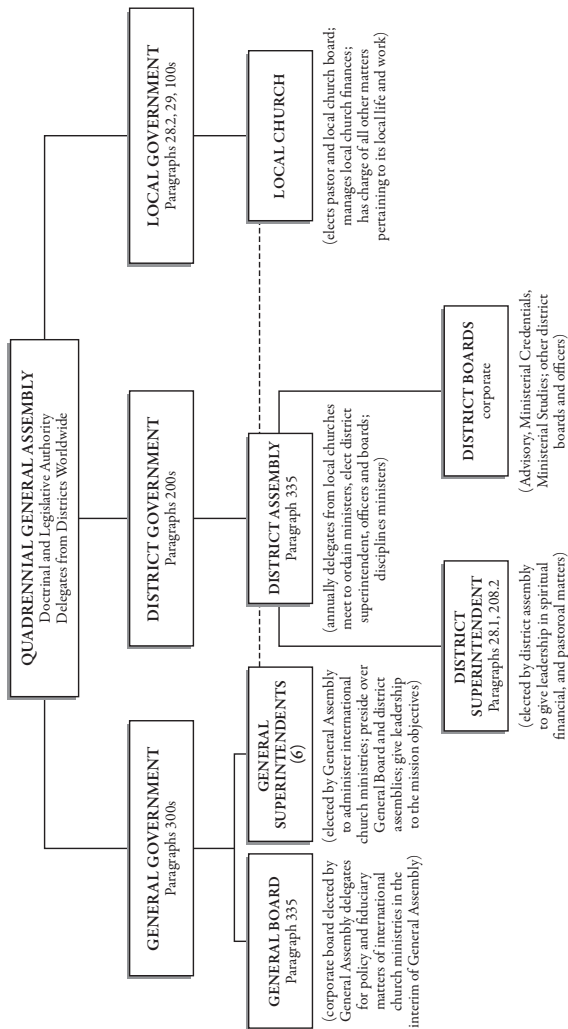 QUADRENNIAL GENERAL ASSEMBLY
Doctrinal and Legislative Authority
Delegates from Districts Worldwide
GENERAL GOVERNMENT
Paragraphs 300s
DISTRICT GOVERNMENT
Paragraphs 200s
LOCAL GOVERNMENT
Paragraphs 28.2, 29, 100s
GENERAL BOARD
Paragraph 335
(corporate board elected by
General Assembly delegates
for policy and fiduciary
matters of international
church ministries in the
interim of General Assembly)
GENERAL
SUPERINTENDENTS
(6)
(elected by General Assembly
to administer international
church ministries; preside over
General Board and district
assemblies; give leadership
to the mission objectives)
DISTRICT ASSEMBLY
Paragraph 335
(annually delegates from local churches
meet to ordain ministers, elect district
superintendent, officers and boards;
disciplines ministers)
LOCAL CHURCH
(elects pastor and local church board;
manages local church finances;
has charge of all other matters
pertaining to its local life and work)
DISTRICT
SUPERINTENDENT
Paragraphs 28.1, 208.2
(elected by district assembly
to give leadership in spiritual
financial, and pastoroal matters)
DISTRICT BOARDS
corporate
(Advisory, Ministerial Credentials,
Ministerial Studies; other district
boards and officers)